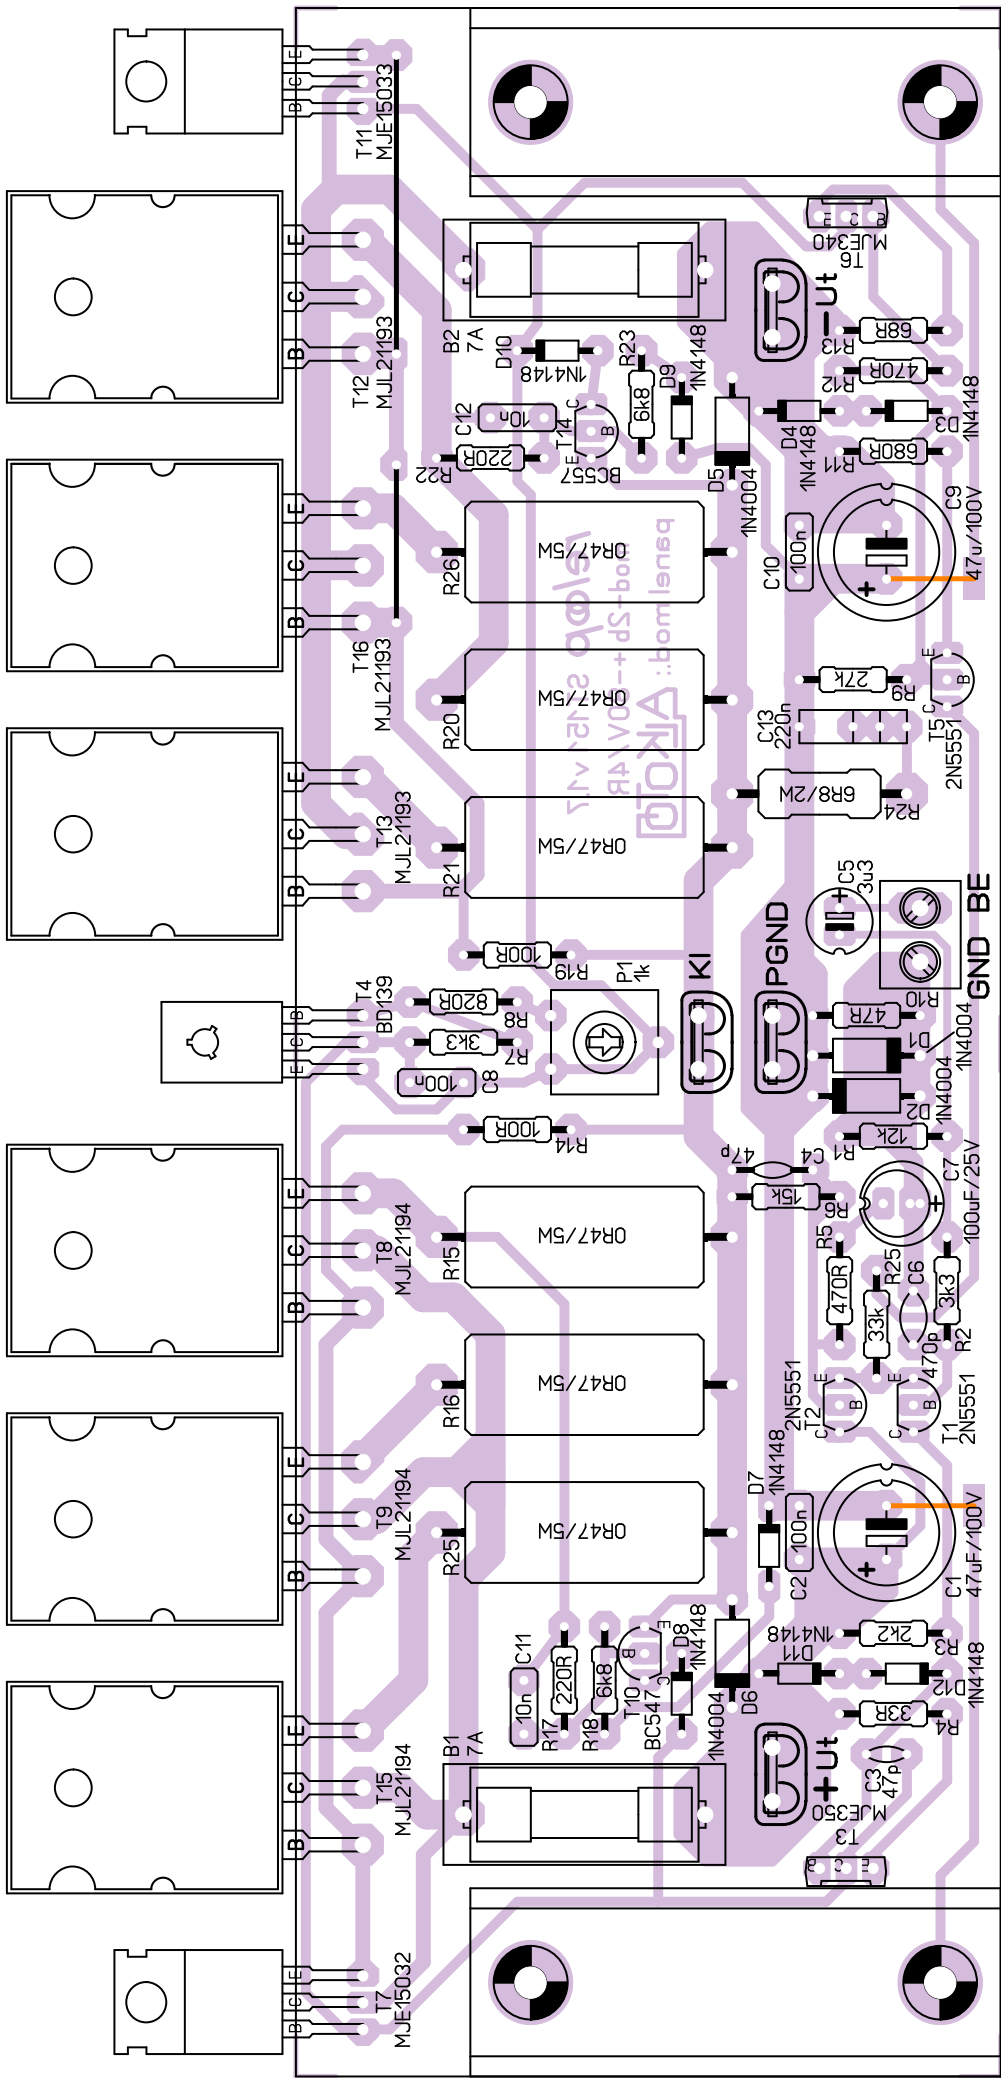 E
C
B
T11
MJE15033
E
C
B
T12
MJL21193
B2
7A
MJE340
T6
E C B
-Ut
D10
1N4148
R23
6k8
D9
1N4148
R13
68R
R12
470R
C12
10n
T14
BC557
E
B
C
R22
220R
D5
1N4004
D4
1N4148
D3
1N4148
R11
680R
E
C
B
T16
MJL21193
R26
0R47/5W
C10
100n
C9
47u/100V
+
panel mod.:
mod-2b +-80V/4R
R20
0R47/5W
R9
27k
E
B
C
T5
2N5551
C13
220n
E
C
B
T13
MJL21193
R21
0R47/5W
R24
6R8/2W
C5
3u3
+
GND BE
R19
100R
KI
PGND
T4
BD139
B
C
E
R8
820R
R7
3k3
C8
100n
P1
1k
R10
47R
D1
1N4004
D2
1N4004
R14
100R
R1
12k
C4
47p
R6
15k
C7
100uF/25V
+
E
C
B
T8
MJL21194
R15
0R47/5W
R5
470R
R25
33k
C6
470p
R2
3k3
R16
0R47/5W
2N5551
T2
E
B
C
T1
2N5551
E
B
C
E
C
B
T9
MJL21194
R25
0R47/5W
D7
1N4148
C2
100n
C1
47uF/100V
+
C11
10n
R17
220R
R18
6k8
T10
BC547
E
B
C
D8
1N4148
D6
1N4004
1N4148
D11
R3
2k2
D12
1N4148
R4
33R
E
C
B
T15
MJL21194
B1
7A
+Ut
C3
47p
MJE350
T3
B C E
E
C
B
T7
MJE15032